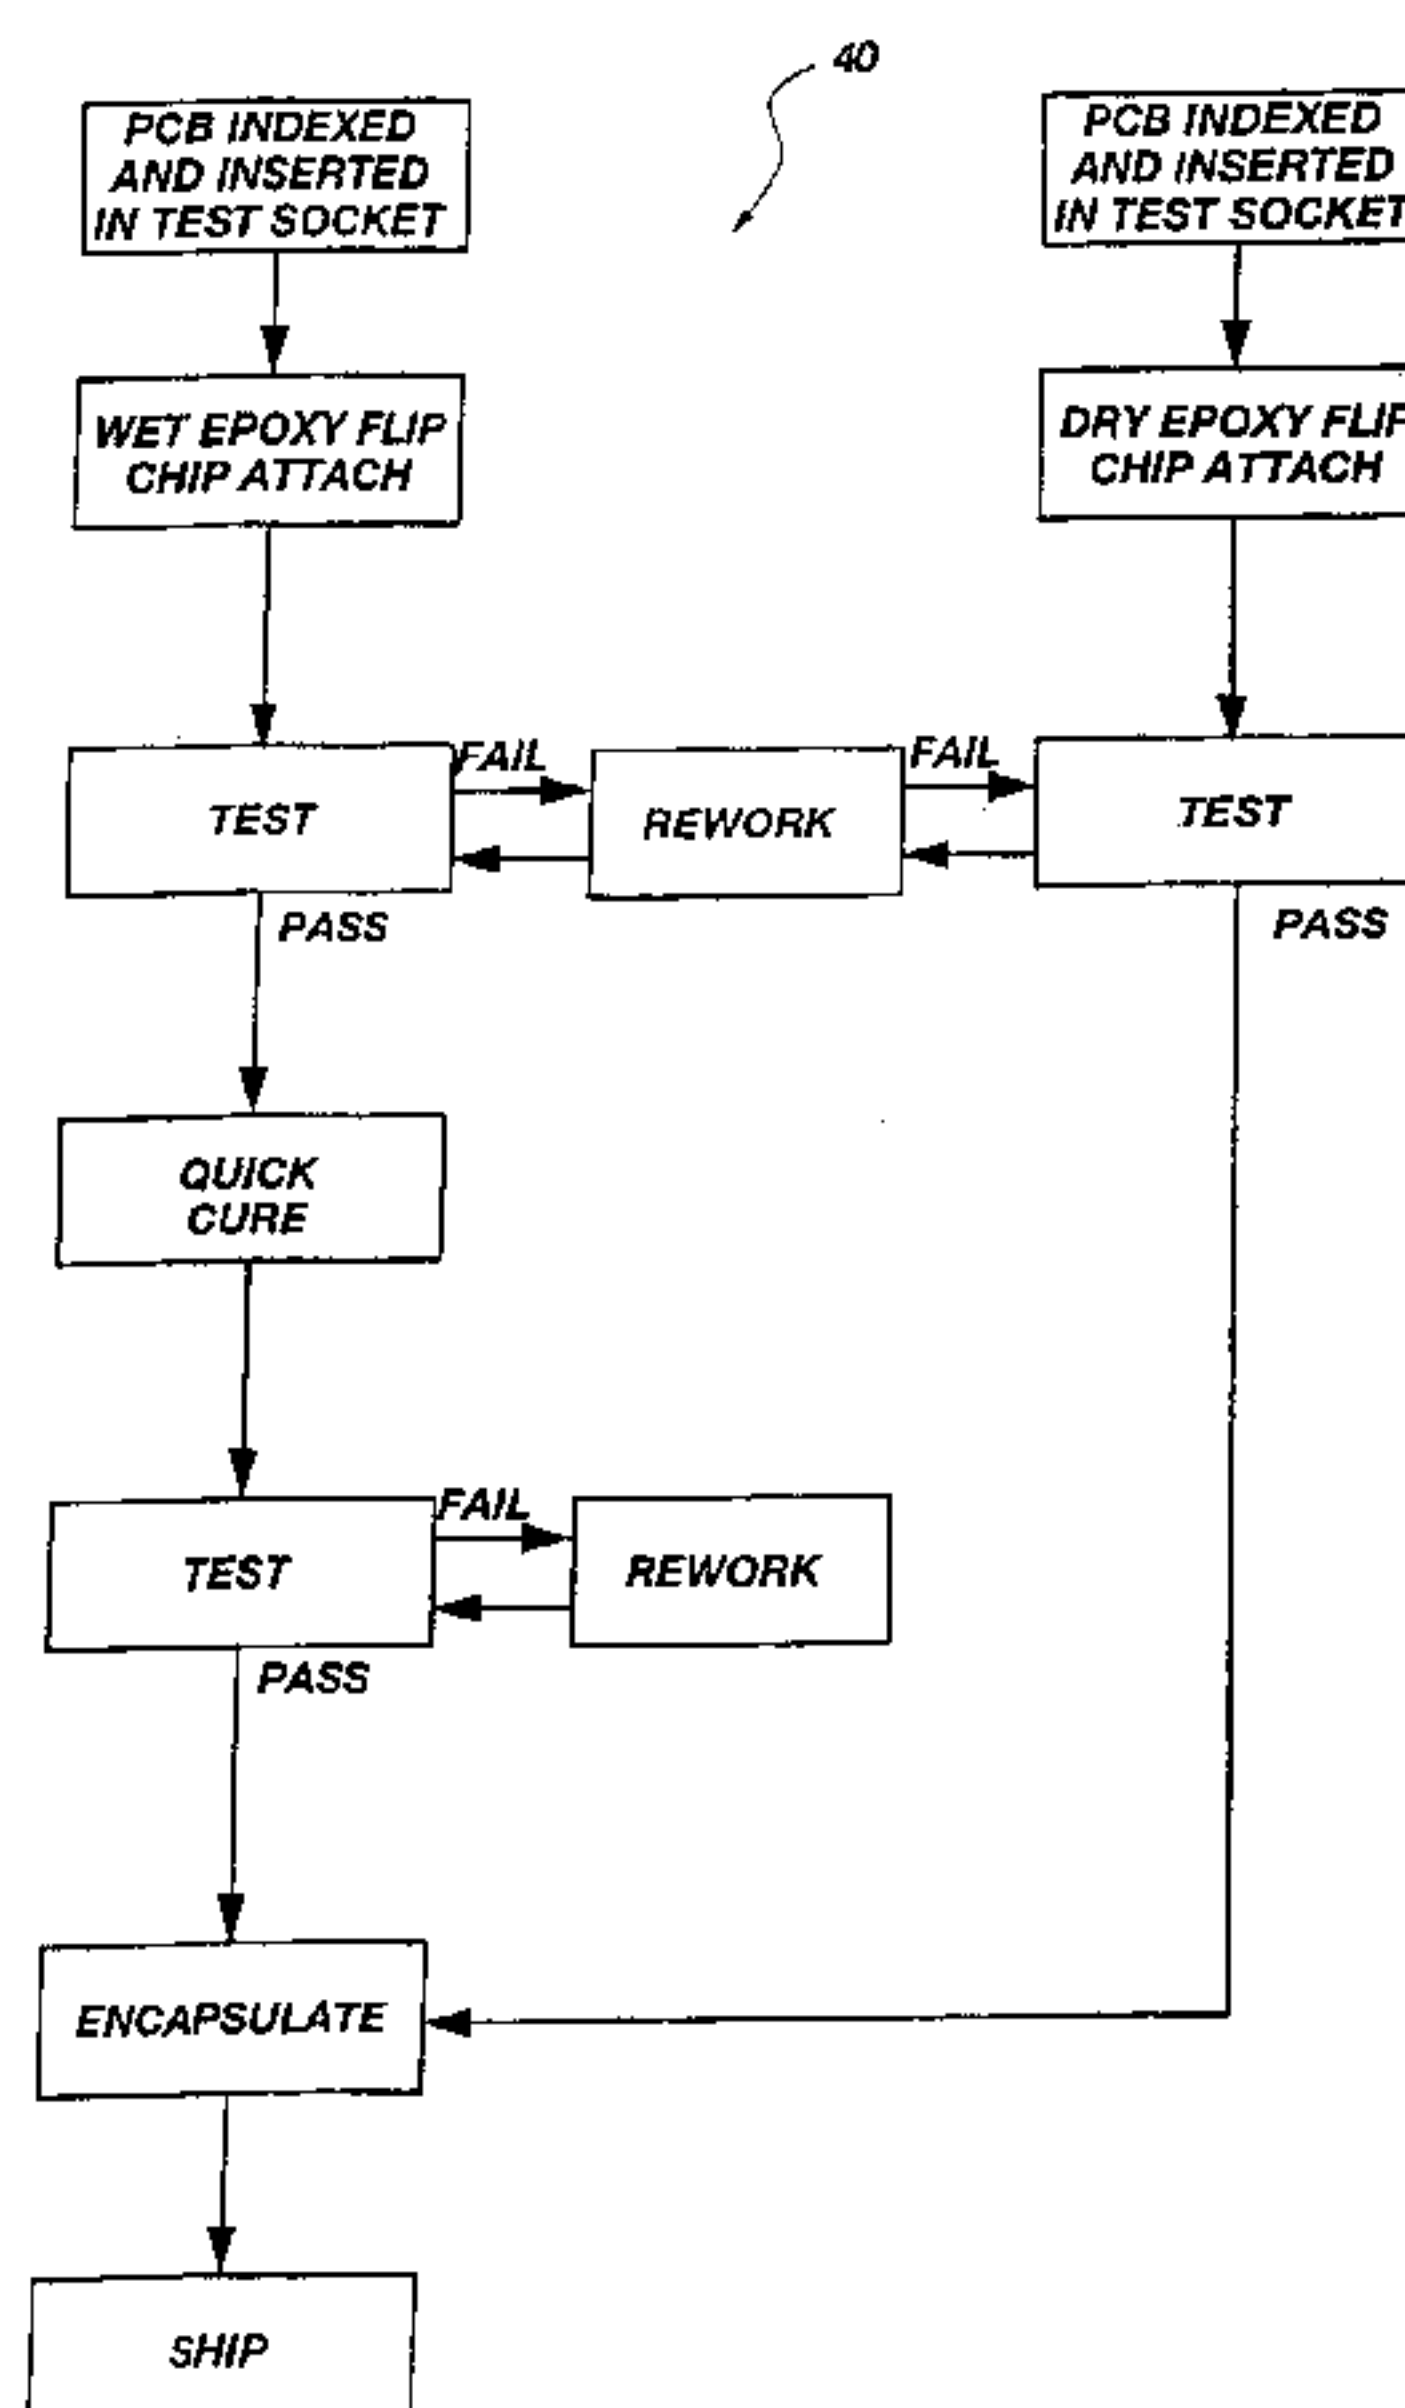 40
PCB INDEXED
AND INSERTED
IN TEST SOCKET
PCB INDEXED
AND INSERTED
IN TEST SOCKET
WET EPOXY FLIP
CHIP ATTACH
DRY EPOXY FLIP
CHIP ATTACH
TEST
FAIL
REWORK
FAIL
TEST
PASS
PASS
QUICK
CURE
TEST
FAIL
REWORK
PASS
ENCAPSULATE
SHIP